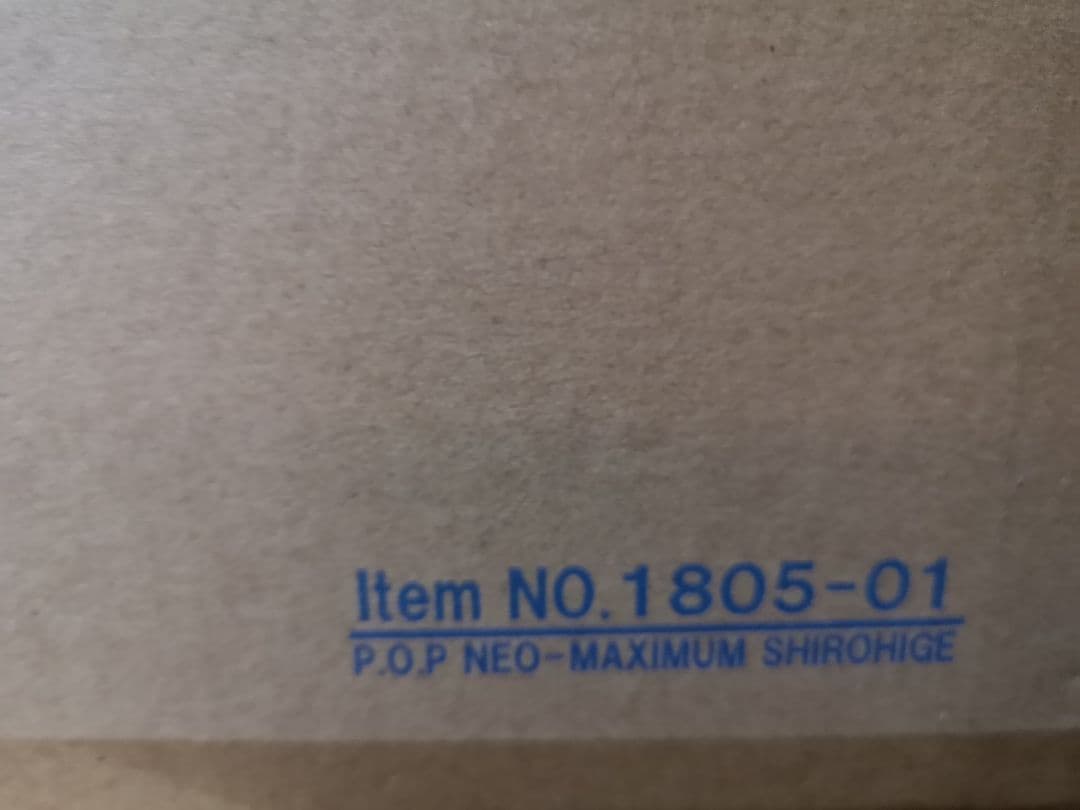 Item NO.1805-01
P.O.P NEO-MAXIMUM SHIROHIGE